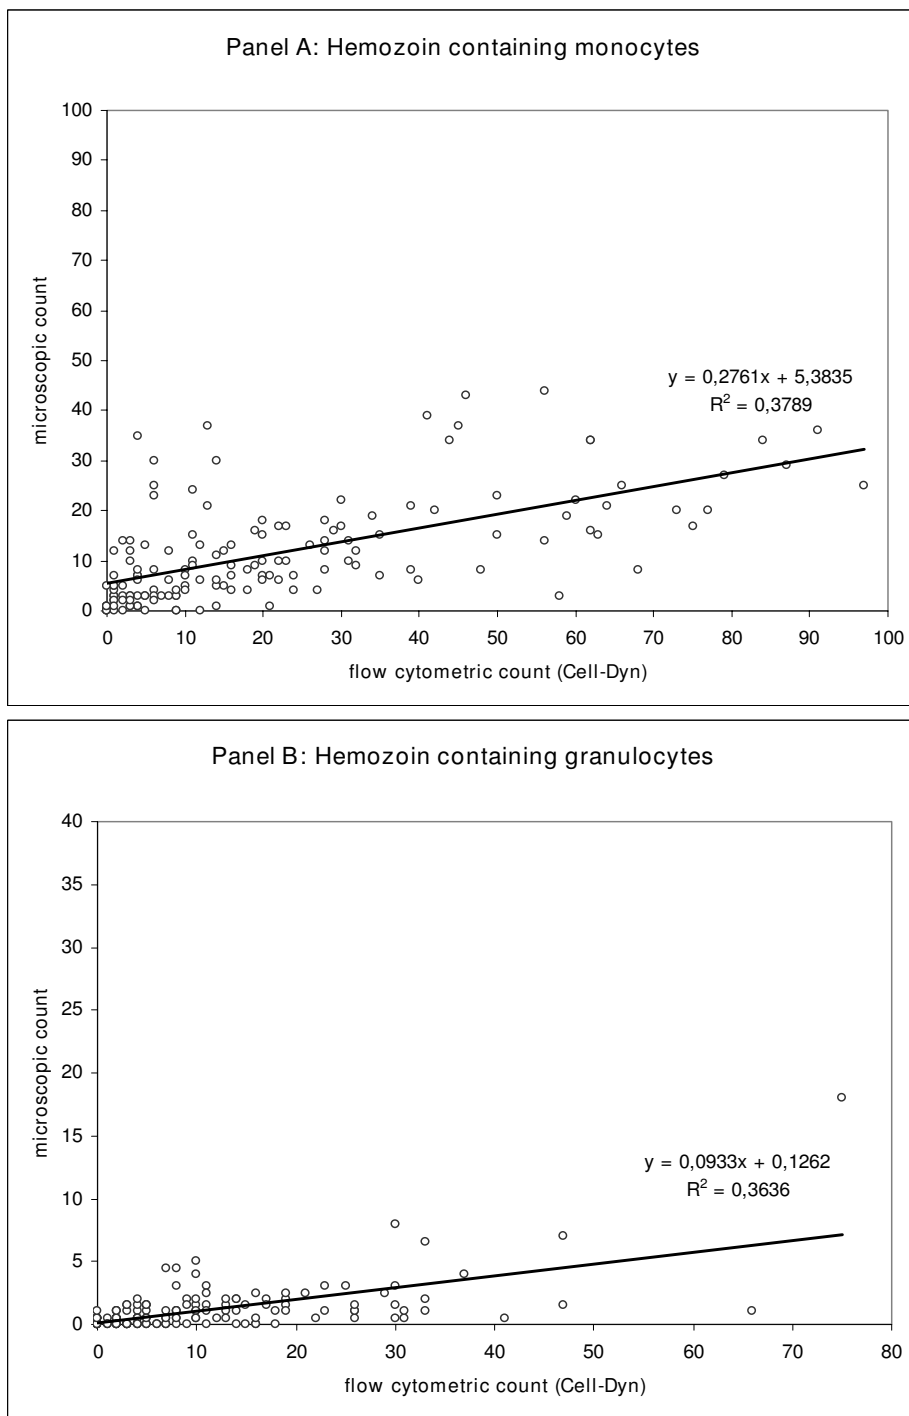 Panel A: Hemozoin containing monocytes
100
90
80
70
60
50
40
30
20
10
0
microscopic count
y = 0,2761x + 5,3835
R² = 0,3789
0 10 20 30 40 50 60 70 80 90 100
flow cytometric count (Cell-Dyn)
Panel B: Hemozoin containing granulocytes
40
35
30
25
20
15
10
5
0
microscopic count
y = 0,0933x + 0,1262
R² = 0,3636
0 10 20 30 40 50 60 70 80
flow cytometric count (Cell-Dyn)